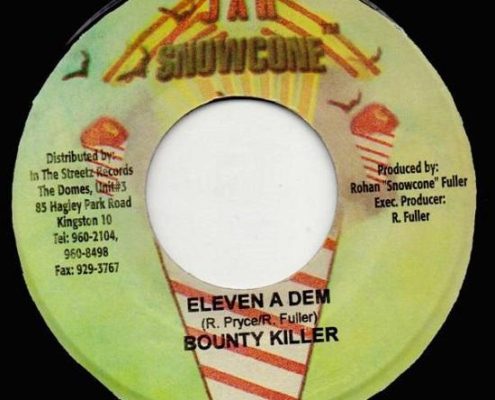 JAH
SNOWCONE™
Distributed by:
In The Streetz Records
The Domes, Unit#3
85 Hagley Park Road
Kingston 10
Tel: 960-2104,
960-8498
Fax: 929-3767
Produced by:
Rohan "Snowcone" Fuller
Exec. Producer:
R. Fuller
ELEVEN A DEM
(R. Pryce/R. Fuller)
BOUNTY KILLER